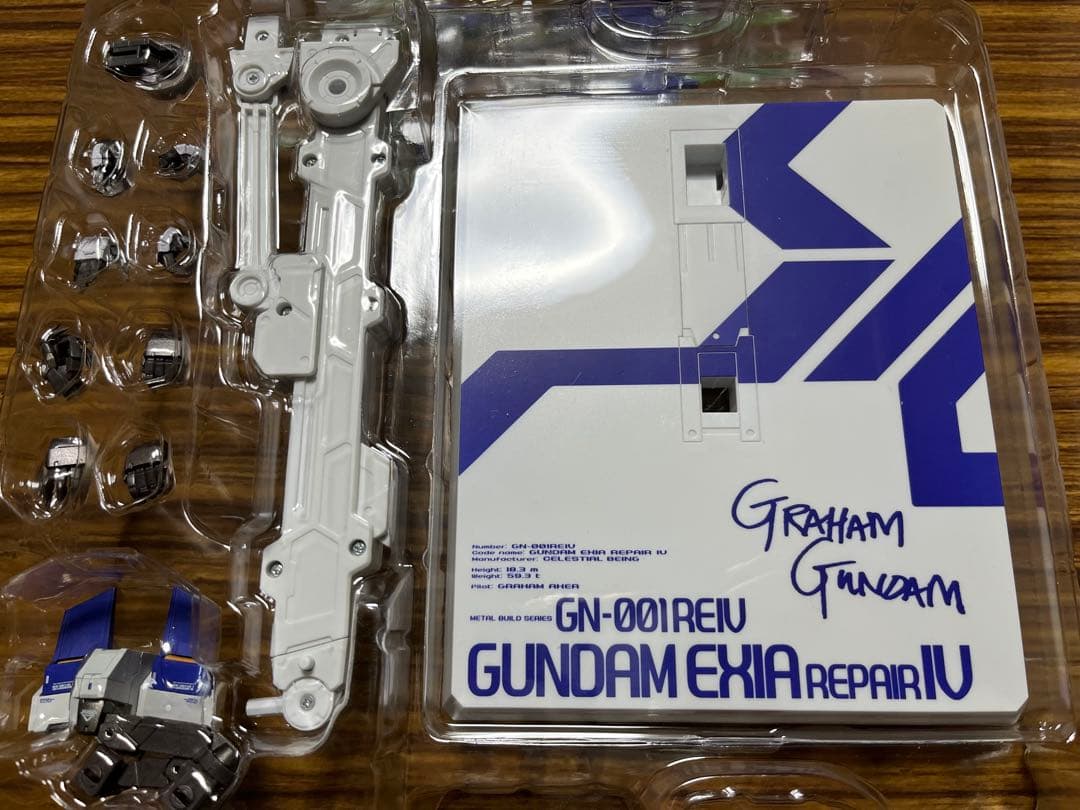 GRAHAM
GUNDAM
Number: GN-001REIV
Code name: GUNDAM EXIA REPAIR IV
Manufacturer: CELESTIAL BEING
Height: 18.3 m
Weight: 59.3 t
Pilot: GRAHAM AKER
METAL BUILD SERIES GN-001REIV
GUNDAM EXIA REPAIR IV